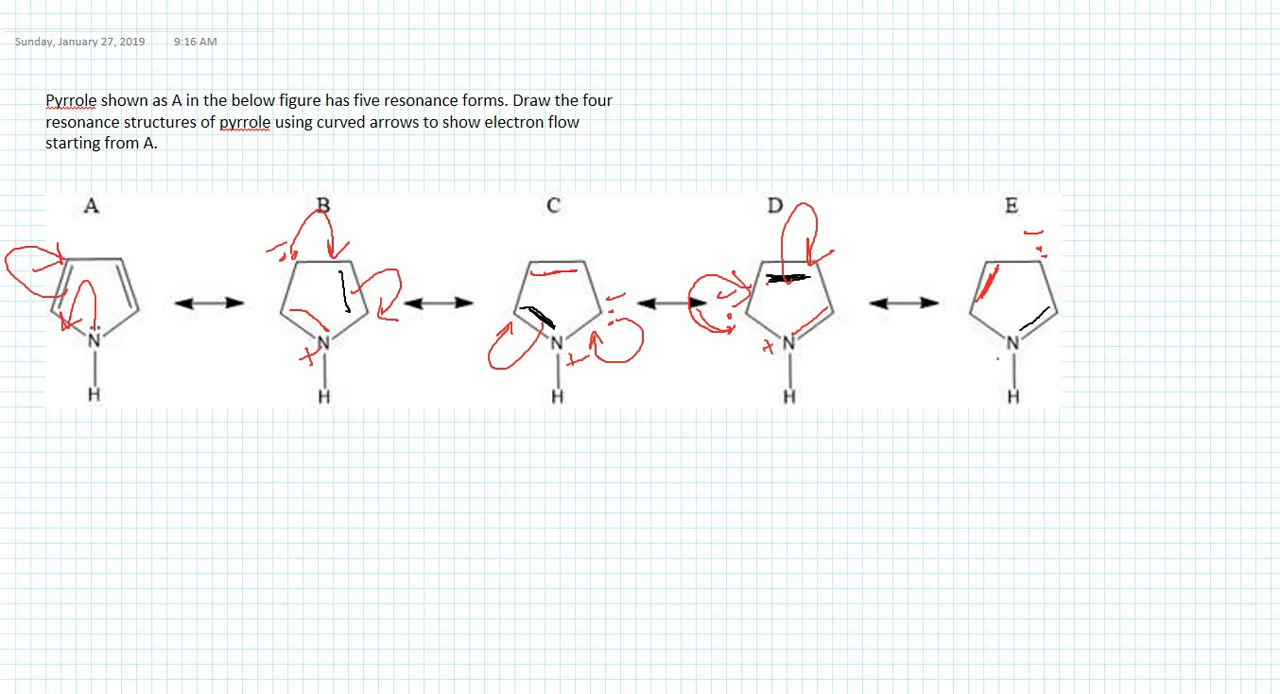 Sunday, January 27, 2019 9:16 AM
Pyrrole shown as A in the below figure has five resonance forms. Draw the four
resonance structures of pyrrole using curved arrows to show electron flow
starting from A.
A B C D E
N N + N + N + N
H H H H H